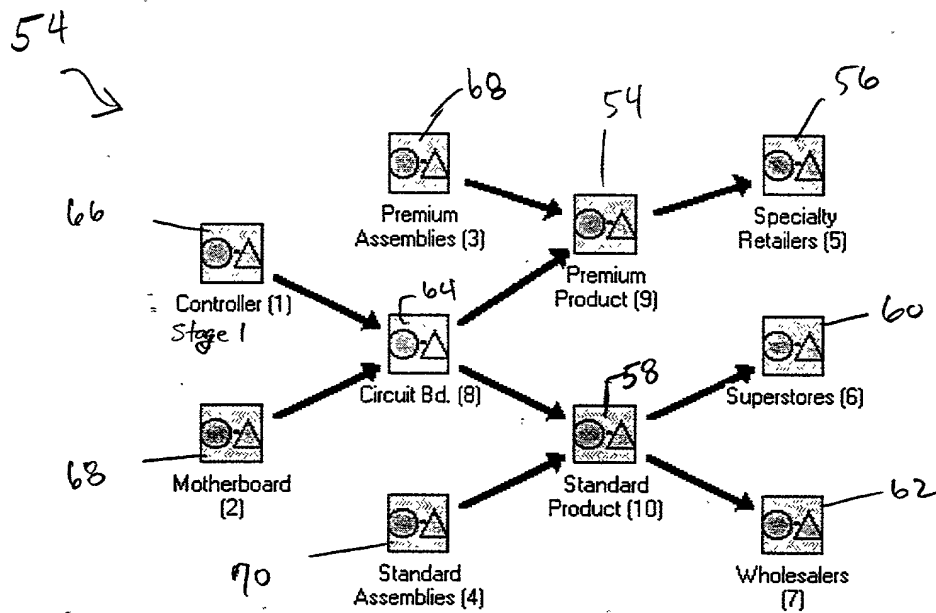 54
68
54
56
66
Premium
Assemblies (3)
Specialty
Retailers (5)
Controller (1)
Stage 1
64
Premium
Product (9)
60
Circuit Bd. (8)
58
Superstores (6)
68
Motherboard
(2)
Standard
Product (10)
62
70
Standard
Assemblies (4)
Wholesalers
(7)